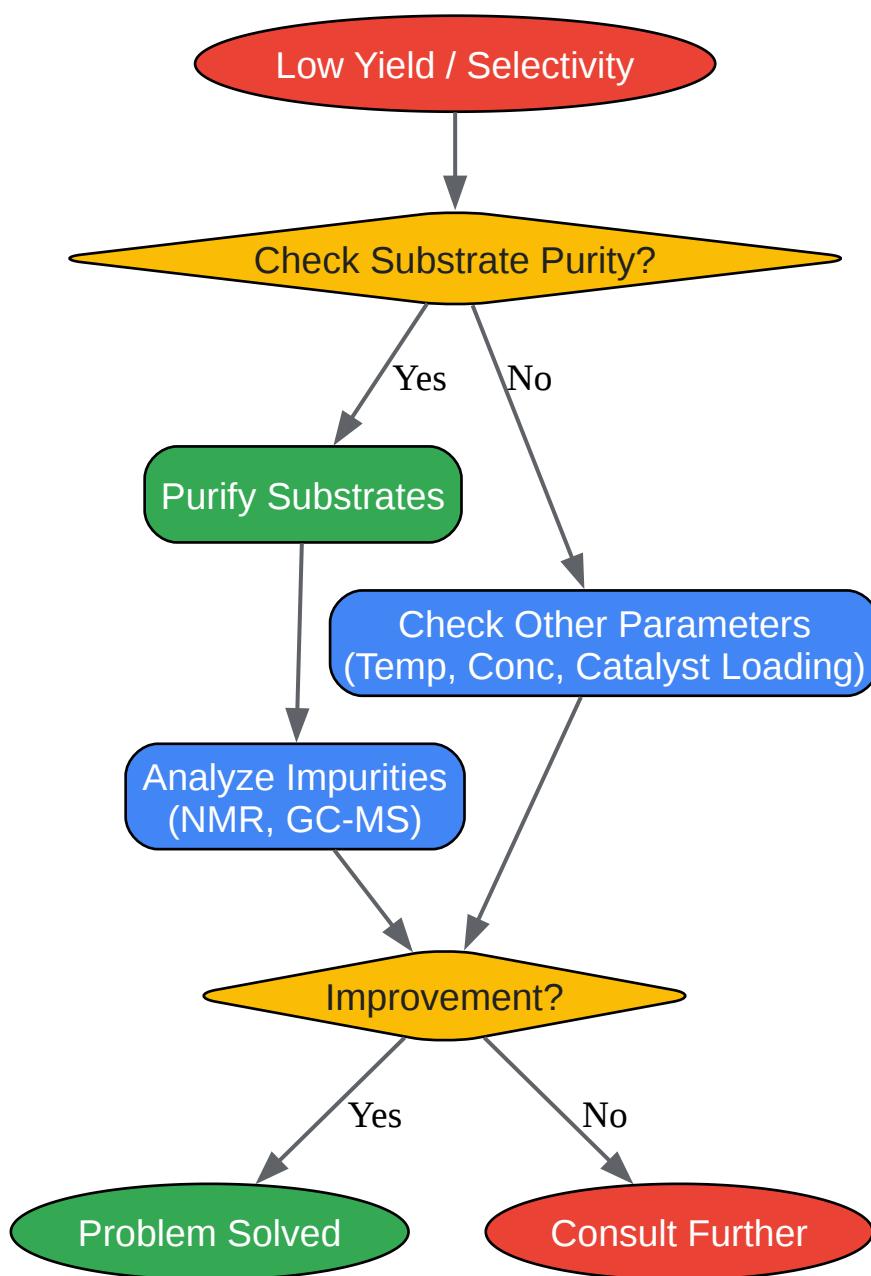 Low Yield / Selectivity
Check Substrate Purity?
Yes
No
Purify Substrates
Check Other Parameters
(Temp, Conc, Catalyst Loading)
Analyze Impurities
(NMR, GC-MS)
Improvement?
Yes
No
Problem Solved
Consult Further